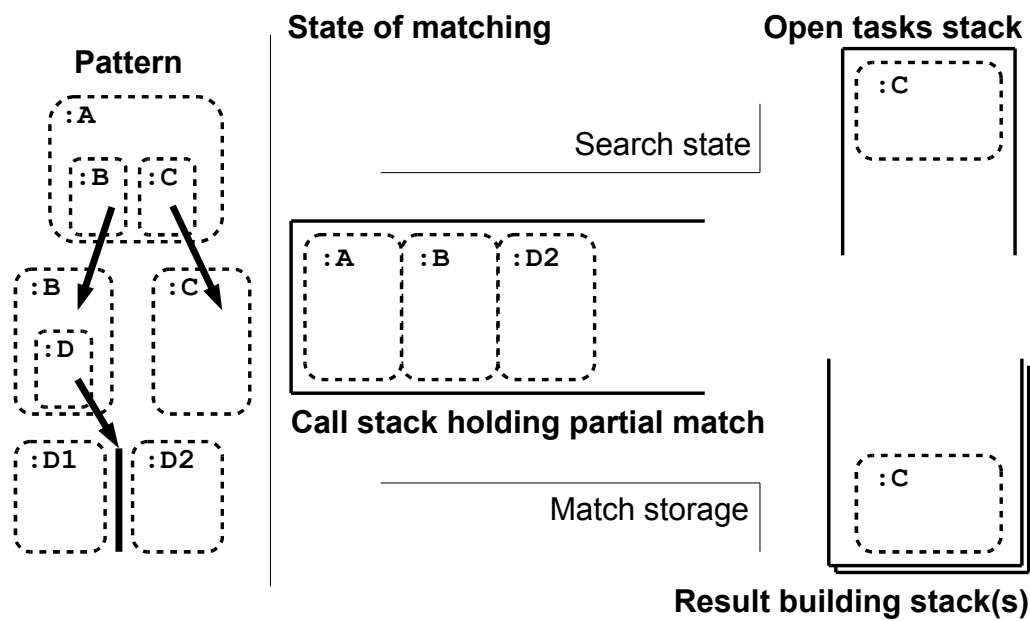 Pattern
:A
:B
:C
:B
:C
:D
:D1
:D2
State of matching
Search state
:A
:B
:D2
Call stack holding partial match
Match storage
Open tasks stack
:C
:C
Result building stack(s)